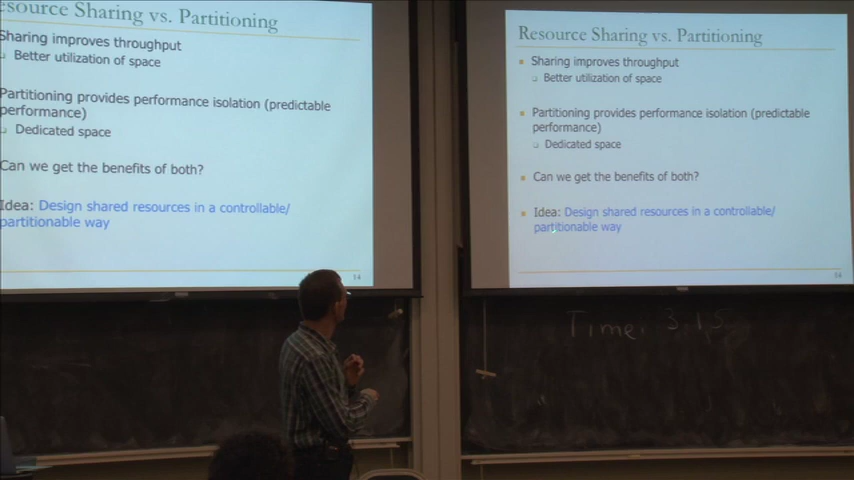 esource Sharing vs. Partitioning
Sharing improves throughput
Better utilization of space
Partitioning provides performance isolation (predictable
performance)
Dedicated space
Can we get the benefits of both?
Idea: Design shared resources in a controllable/
partitionable way
14
Resource Sharing vs. Partitioning
Sharing improves throughput
Better utilization of space
Partitioning provides performance isolation (predictable
performance)
Dedicated space
Can we get the benefits of both?
Idea: Design shared resources in a controllable/
partitionable way
14
Time: 3.15